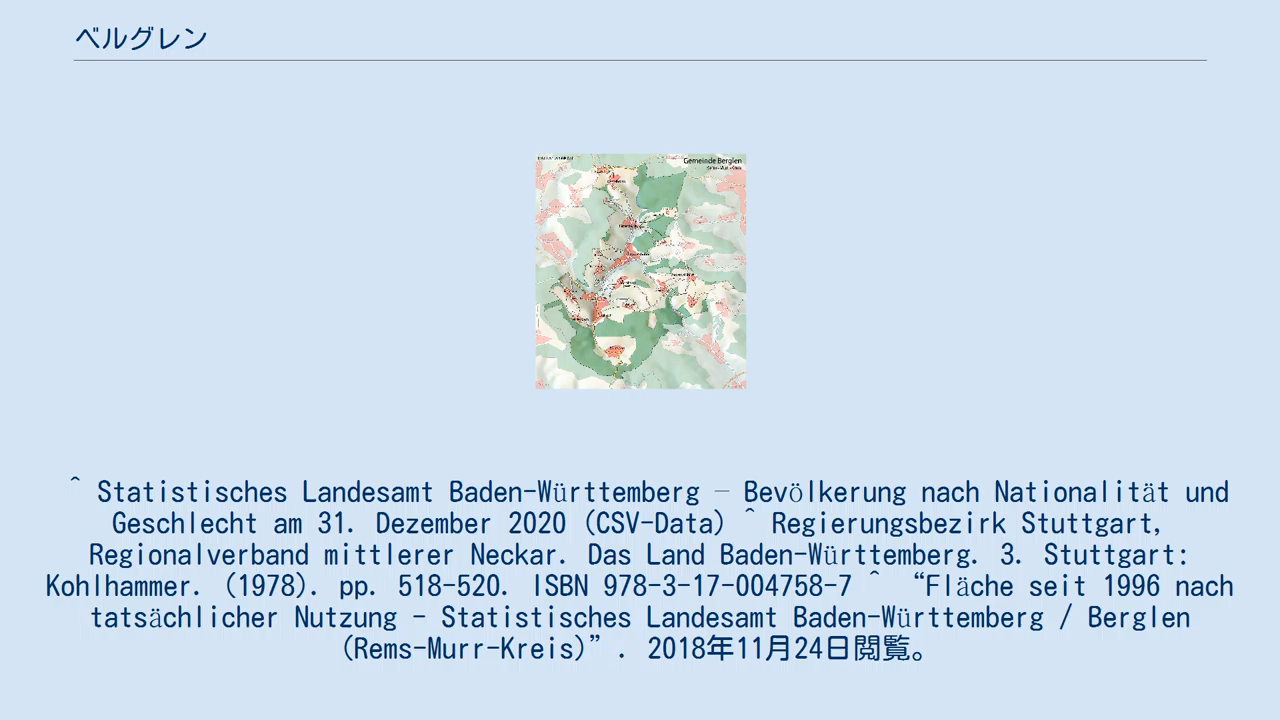 ベルグレン
Gemeinde Berglen
Rems-Murr-Kreis
^ Statistisches Landesamt Baden-Württemberg – Bevölkerung nach Nationalität und
Geschlecht am 31. Dezember 2020 (CSV-Data) ^ Regierungsbezirk Stuttgart,
Regionalverband mittlerer Neckar. Das Land Baden-Württemberg. 3. Stuttgart:
Kohlhammer. (1978). pp. 518-520. ISBN 978-3-17-004758-7 ^ “Fläche seit 1996 nach
tatsächlicher Nutzung - Statistisches Landesamt Baden-Württemberg / Berglen
(Rems-Murr-Kreis)”. 2018年11月24日閲覧。